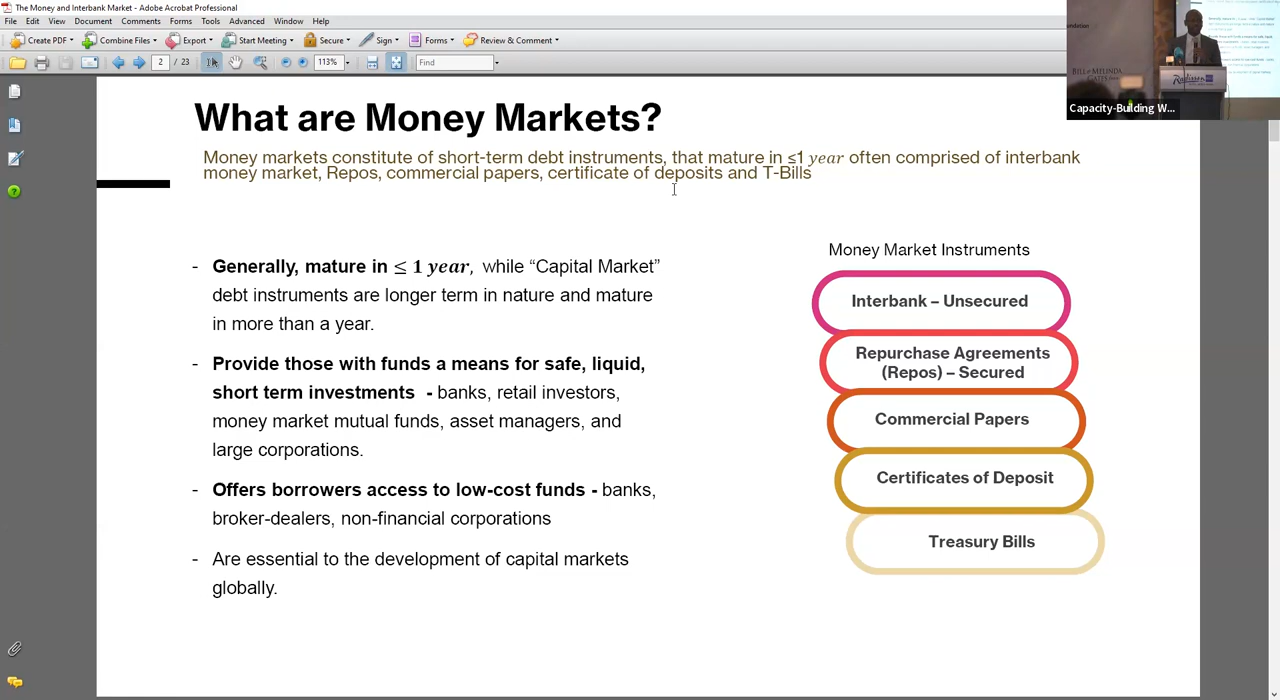 The Money and Interbank Market - Adobe Acrobat Professional
File Edit View Document Comments Forms Tools Advanced Window Help
Create PDF Combine Files Export Start Meeting Secure Sign Forms Review & Comment
2 / 23 113% Find
Capacity-Building W...
BILL & MELINDA
GATES foundation
Radisson
What are Money Markets?
Money markets constitute of short-term debt instruments, that mature in ≤1 year often comprised of interbank
money market, Repos, commercial papers, certificate of deposits and T-Bills
- Generally, mature in ≤ 1 year, while “Capital Market”
debt instruments are longer term in nature and mature
in more than a year.
- Provide those with funds a means for safe, liquid,
short term investments - banks, retail investors,
money market mutual funds, asset managers, and
large corporations.
- Offers borrowers access to low-cost funds - banks,
broker-dealers, non-financial corporations
- Are essential to the development of capital markets
globally.
Money Market Instruments
Interbank – Unsecured
Repurchase Agreements
(Repos) – Secured
Commercial Papers
Certificates of Deposit
Treasury Bills